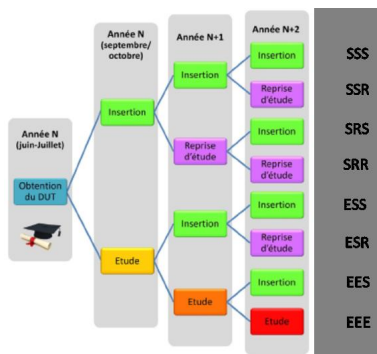 Année N
(juin-Juillet)
Obtention
du DUT
Année N
(septembre/
octobre)
Insertion
Etude
Année N+1
Insertion
Reprise
d'étude
Insertion
Etude
Année N+2
Insertion
Reprise
d'étude
Insertion
Reprise
d'étude
Insertion
Reprise
d'étude
Insertion
Etude
SSS
SSR
SRS
SRR
ESS
ESR
EES
EEE